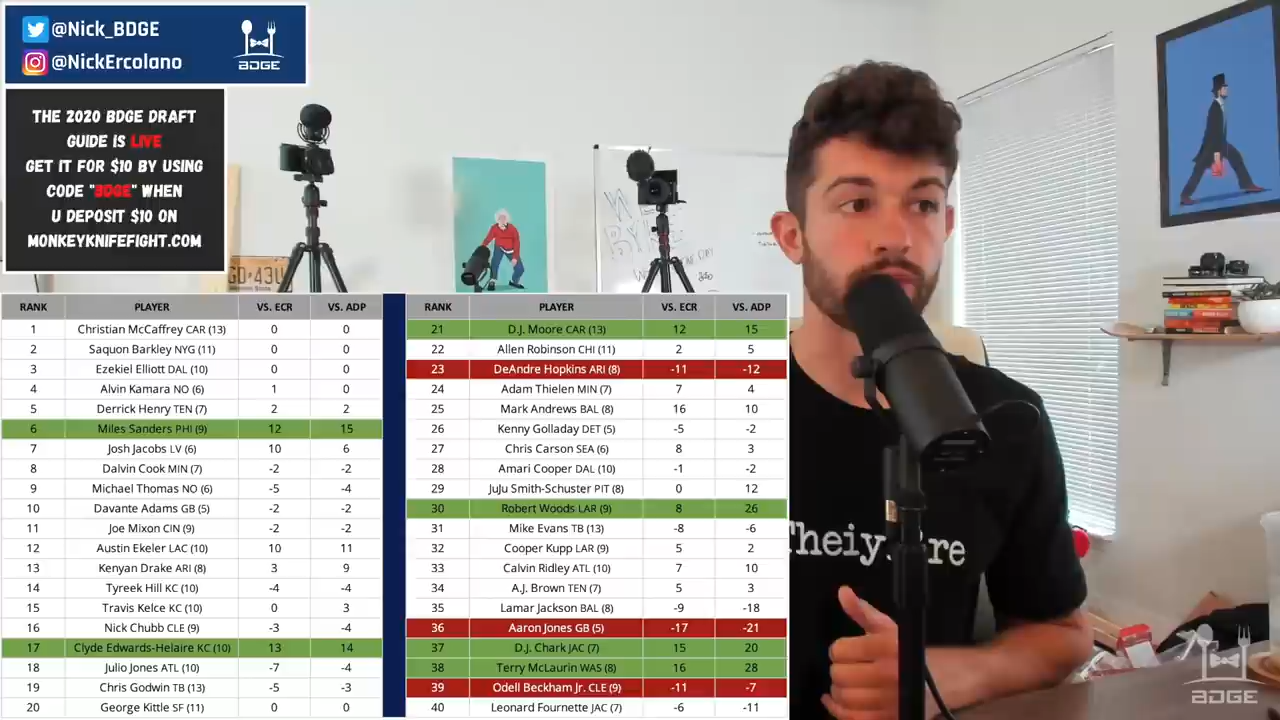 @Nick_BDGE
@NickErcolano
BDGE
THE 2020 BDGE DRAFT
GUIDE IS LIVE
GET IT FOR $10 BY USING
CODE "BDGE" WHEN
U DEPOSIT $10 ON
MONKEYKNIFEFIGHT.COM
RANK PLAYER VS. ECR VS. ADP
1 Christian McCaffrey CAR (13) 0 0
2 Saquon Barkley NYG (11) 0 0
3 Ezekiel Elliott DAL (10) 0 0
4 Alvin Kamara NO (6) 1 0
5 Derrick Henry TEN (7) 2 2
6 Miles Sanders PHI (9) 12 15
7 Josh Jacobs LV (6) 10 6
8 Dalvin Cook MIN (7) -2 -2
9 Michael Thomas NO (6) -5 -4
10 Davante Adams GB (5) -2 -2
11 Joe Mixon CIN (9) -2 -2
12 Austin Ekeler LAC (10) 10 11
13 Kenyan Drake ARI (8) 3 9
14 Tyreek Hill KC (10) -4 -4
15 Travis Kelce KC (10) 0 3
16 Nick Chubb CLE (9) -3 -4
17 Clyde Edwards-Helaire KC (10) 13 14
18 Julio Jones ATL (10) -7 -4
19 Chris Godwin TB (13) -5 -3
20 George Kittle SF (11) 0 0
RANK PLAYER VS. ECR VS. ADP
21 D.J. Moore CAR (13) 12 15
22 Allen Robinson CHI (11) 2 5
23 DeAndre Hopkins ARI (8) -11 -12
24 Adam Thielen MIN (7) 7 4
25 Mark Andrews BAL (8) 16 10
26 Kenny Golladay DET (5) -5 -2
27 Chris Carson SEA (6) 8 3
28 Amari Cooper DAL (10) -1 -2
29 JuJu Smith-Schuster PIT (8) 0 12
30 Robert Woods LAR (9) 8 26
31 Mike Evans TB (13) -8 -6
32 Cooper Kupp LAR (9) 5 2
33 Calvin Ridley ATL (10) 7 10
34 A.J. Brown TEN (7) 5 3
35 Lamar Jackson BAL (8) -9 -18
36 Aaron Jones GB (5) -17 -21
37 D.J. Chark JAC (7) 15 20
38 Terry McLaurin WAS (8) 16 28
39 Odell Beckham Jr. CLE (9) -11 -7
40 Leonard Fournette JAC (7) -6 -11
BDGE